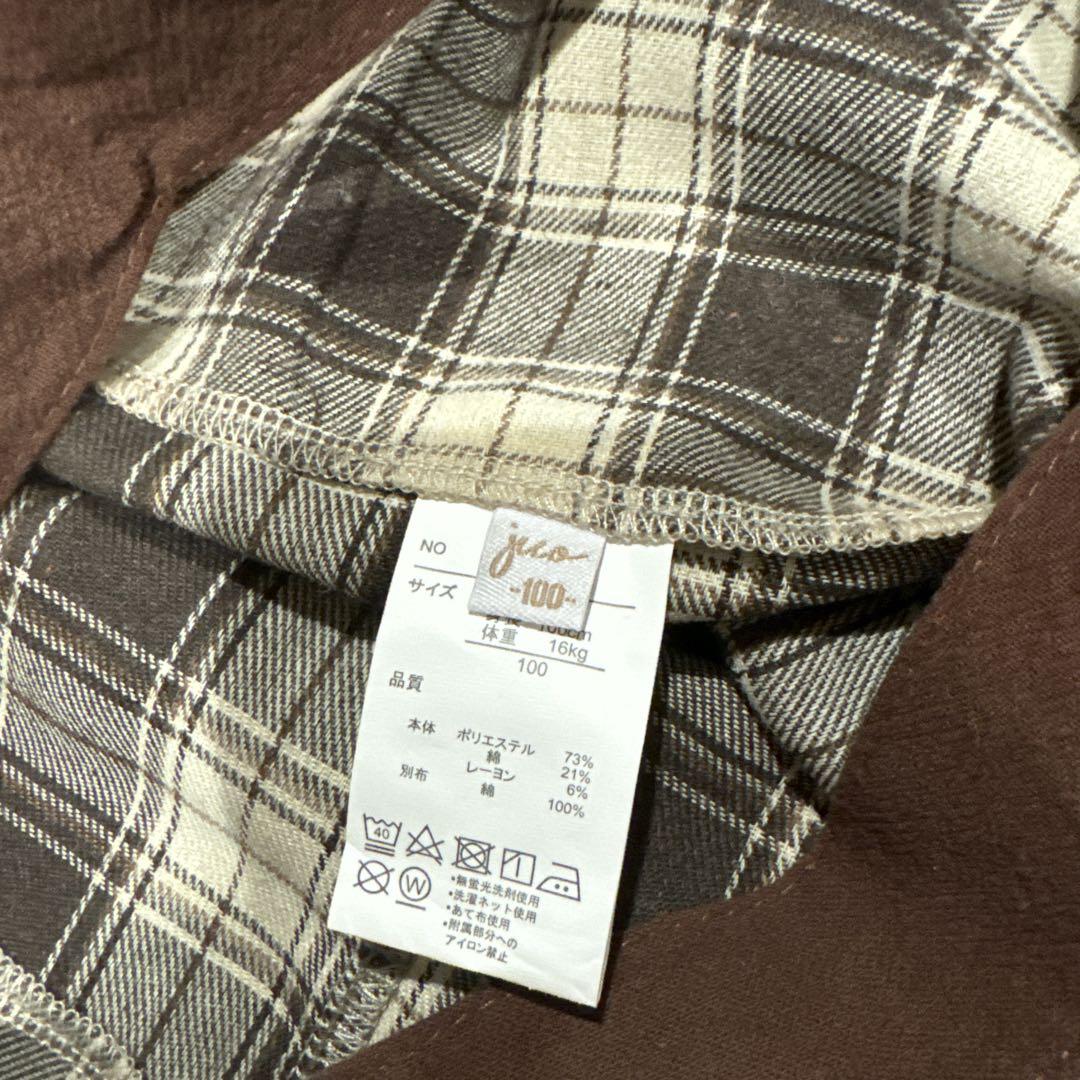 NO
jico
-100-
サイズ
100cm
体重 16kg
100
品質
本体 ポリエステル 73%
綿 21%
レーヨン 6%
別布 綿 100%
40
W
•無蛍光洗剤使用
•洗濯ネット使用
•あて布使用
•附属部分への
アイロン禁止